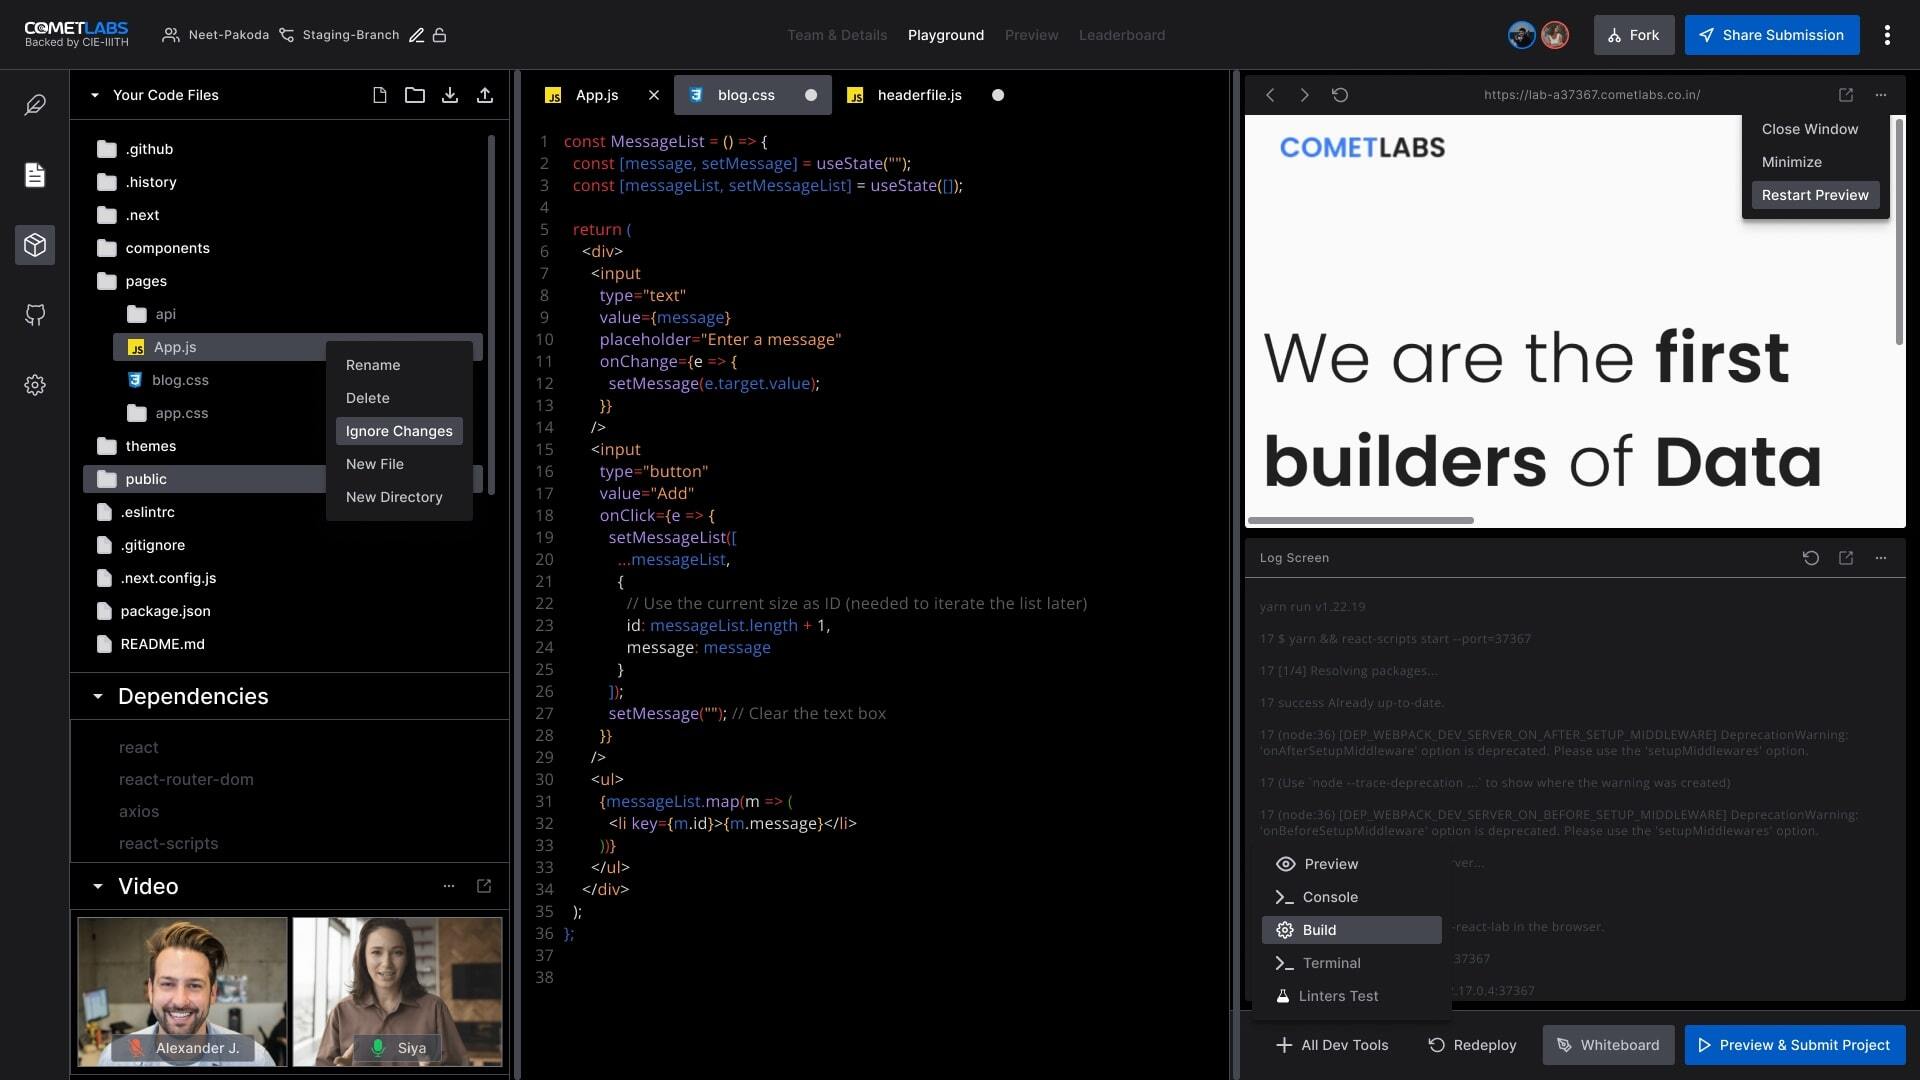 COMETLABS
Backed by CIE-IIITH
Neet-Pakoda
Staging-Branch
Team & Details
Playground
Preview
Leaderboard
Fork
Share Submission
Your Code Files
.github
.history
.next
components
pages
api
JS App.js
blog.css
app.css
themes
public
.eslintrc
.gitignore
.next.config.js
package.json
README.md
Rename
Delete
Ignore Changes
New File
New Directory
Dependencies
react
react-router-dom
axios
react-scripts
Video
Alexander J.
Siya
JS App.js
blog.css
JS headerfile.js
1 const MessageList = () => {
2 const [message, setMessage] = useState("");
3 const [messageList, setMessageList] = useState([]);
4
5 return (
6 <div>
7 <input
8 type="text"
9 value={message}
10 placeholder="Enter a message"
11 onChange={e => {
12 setMessage(e.target.value);
13 }}
14 />
15 <input
16 type="button"
17 value="Add"
18 onClick={e => {
19 setMessageList([
20 ...messageList,
21 {
22 // Use the current size as ID (needed to iterate the list later)
23 id: messageList.length + 1,
24 message: message
25 }
26 ]);
27 setMessage(""); // Clear the text box
28 }}
29 />
30 <ul>
31 {messageList.map(m => (
32 <li key={m.id}>{m.message}</li>
33 ))}
33 </ul>
34 </div>
35 );
36 };
37
38
https://lab-a37367.cometlabs.co.in/
Close Window
Minimize
Restart Preview
COMETLABS
We are the first
builders of Data
Log Screen
yarn run v1.22.19
17 $ yarn && react-scripts start --port=37367
17 [1/4] Resolving packages...
17 success Already up-to-date.
17 (node:36) [DEP_WEBPACK_DEV_SERVER_ON_AFTER_SETUP_MIDDLEWARE] DeprecationWarning:
'onAfterSetupMiddleware' option is deprecated. Please use the 'setupMiddlewares' option.
17 (Use `node --trace-deprecation ...` to show where the warning was created)
17 (node:36) [DEP_WEBPACK_DEV_SERVER_ON_BEFORE_SETUP_MIDDLEWARE] DeprecationWarning:
'onBeforeSetupMiddleware' option is deprecated. Please use the 'setupMiddlewares' option.
ver...
-react-lab in the browser.
37367
.17.0.4:37367
Preview
Console
Build
Terminal
Linters Test
All Dev Tools
Redeploy
Whiteboard
Preview & Submit Project